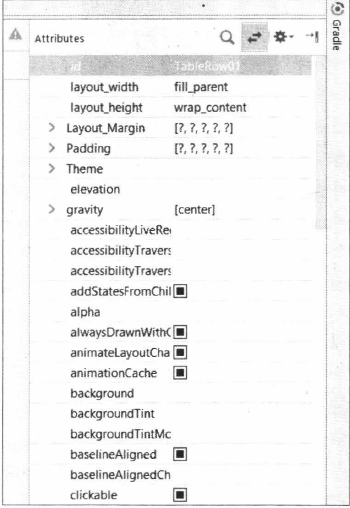 Attributes
Gradle
id TableRow01
layout_width fill_parent
layout_height wrap_content
> Layout_Margin [?, ?, ?, ?, ?]
> Padding [?, ?, ?, ?, ?]
> Theme
elevation
> gravity [center]
accessibilityLiveRe
accessibilityTravers
accessibilityTravers
addStatesFromChil
alpha
alwaysDrawnWithC
animateLayoutCha
animationCache
background
backgroundTint
backgroundTintMc
baselineAligned
baselineAlignedCh
clickable